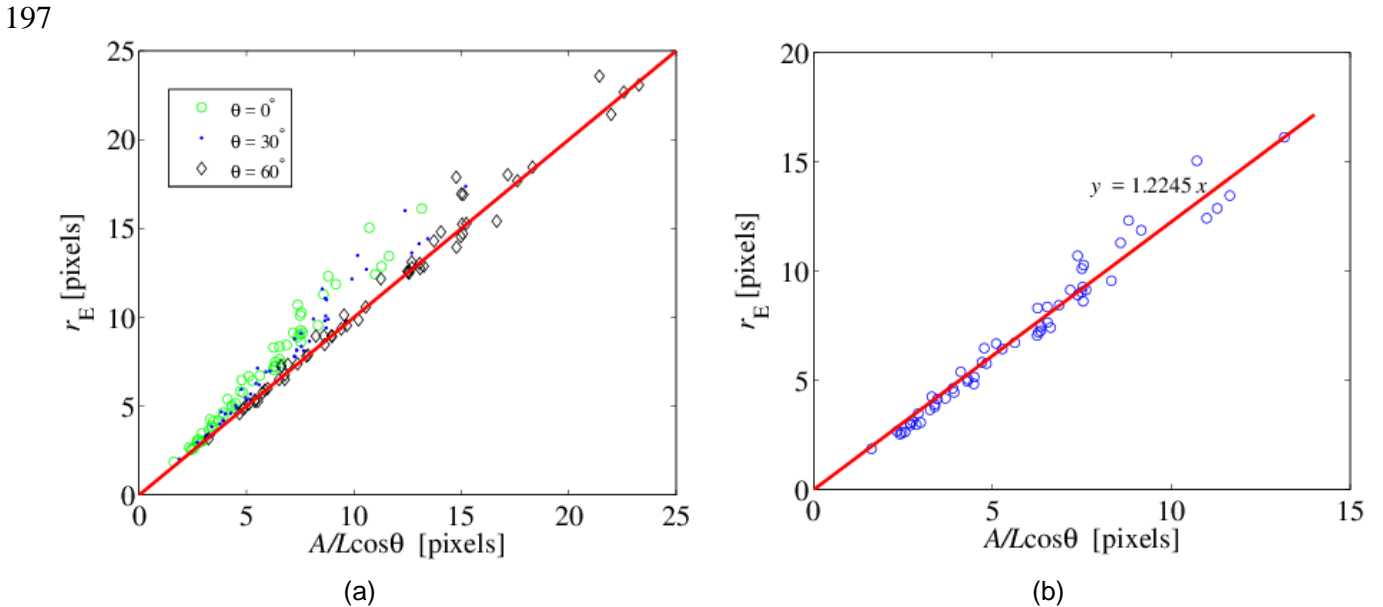 197
25
20
15
10
5
0
r_E [pixels]
θ = 0°
θ = 30°
θ = 60°
0 5 10 15 20 25
A/Lcosθ [pixels]
(a)
20
15
10
5
0
r_E [pixels]
y = 1.2245 x
0 5 10 15
A/Lcosθ [pixels]
(b)